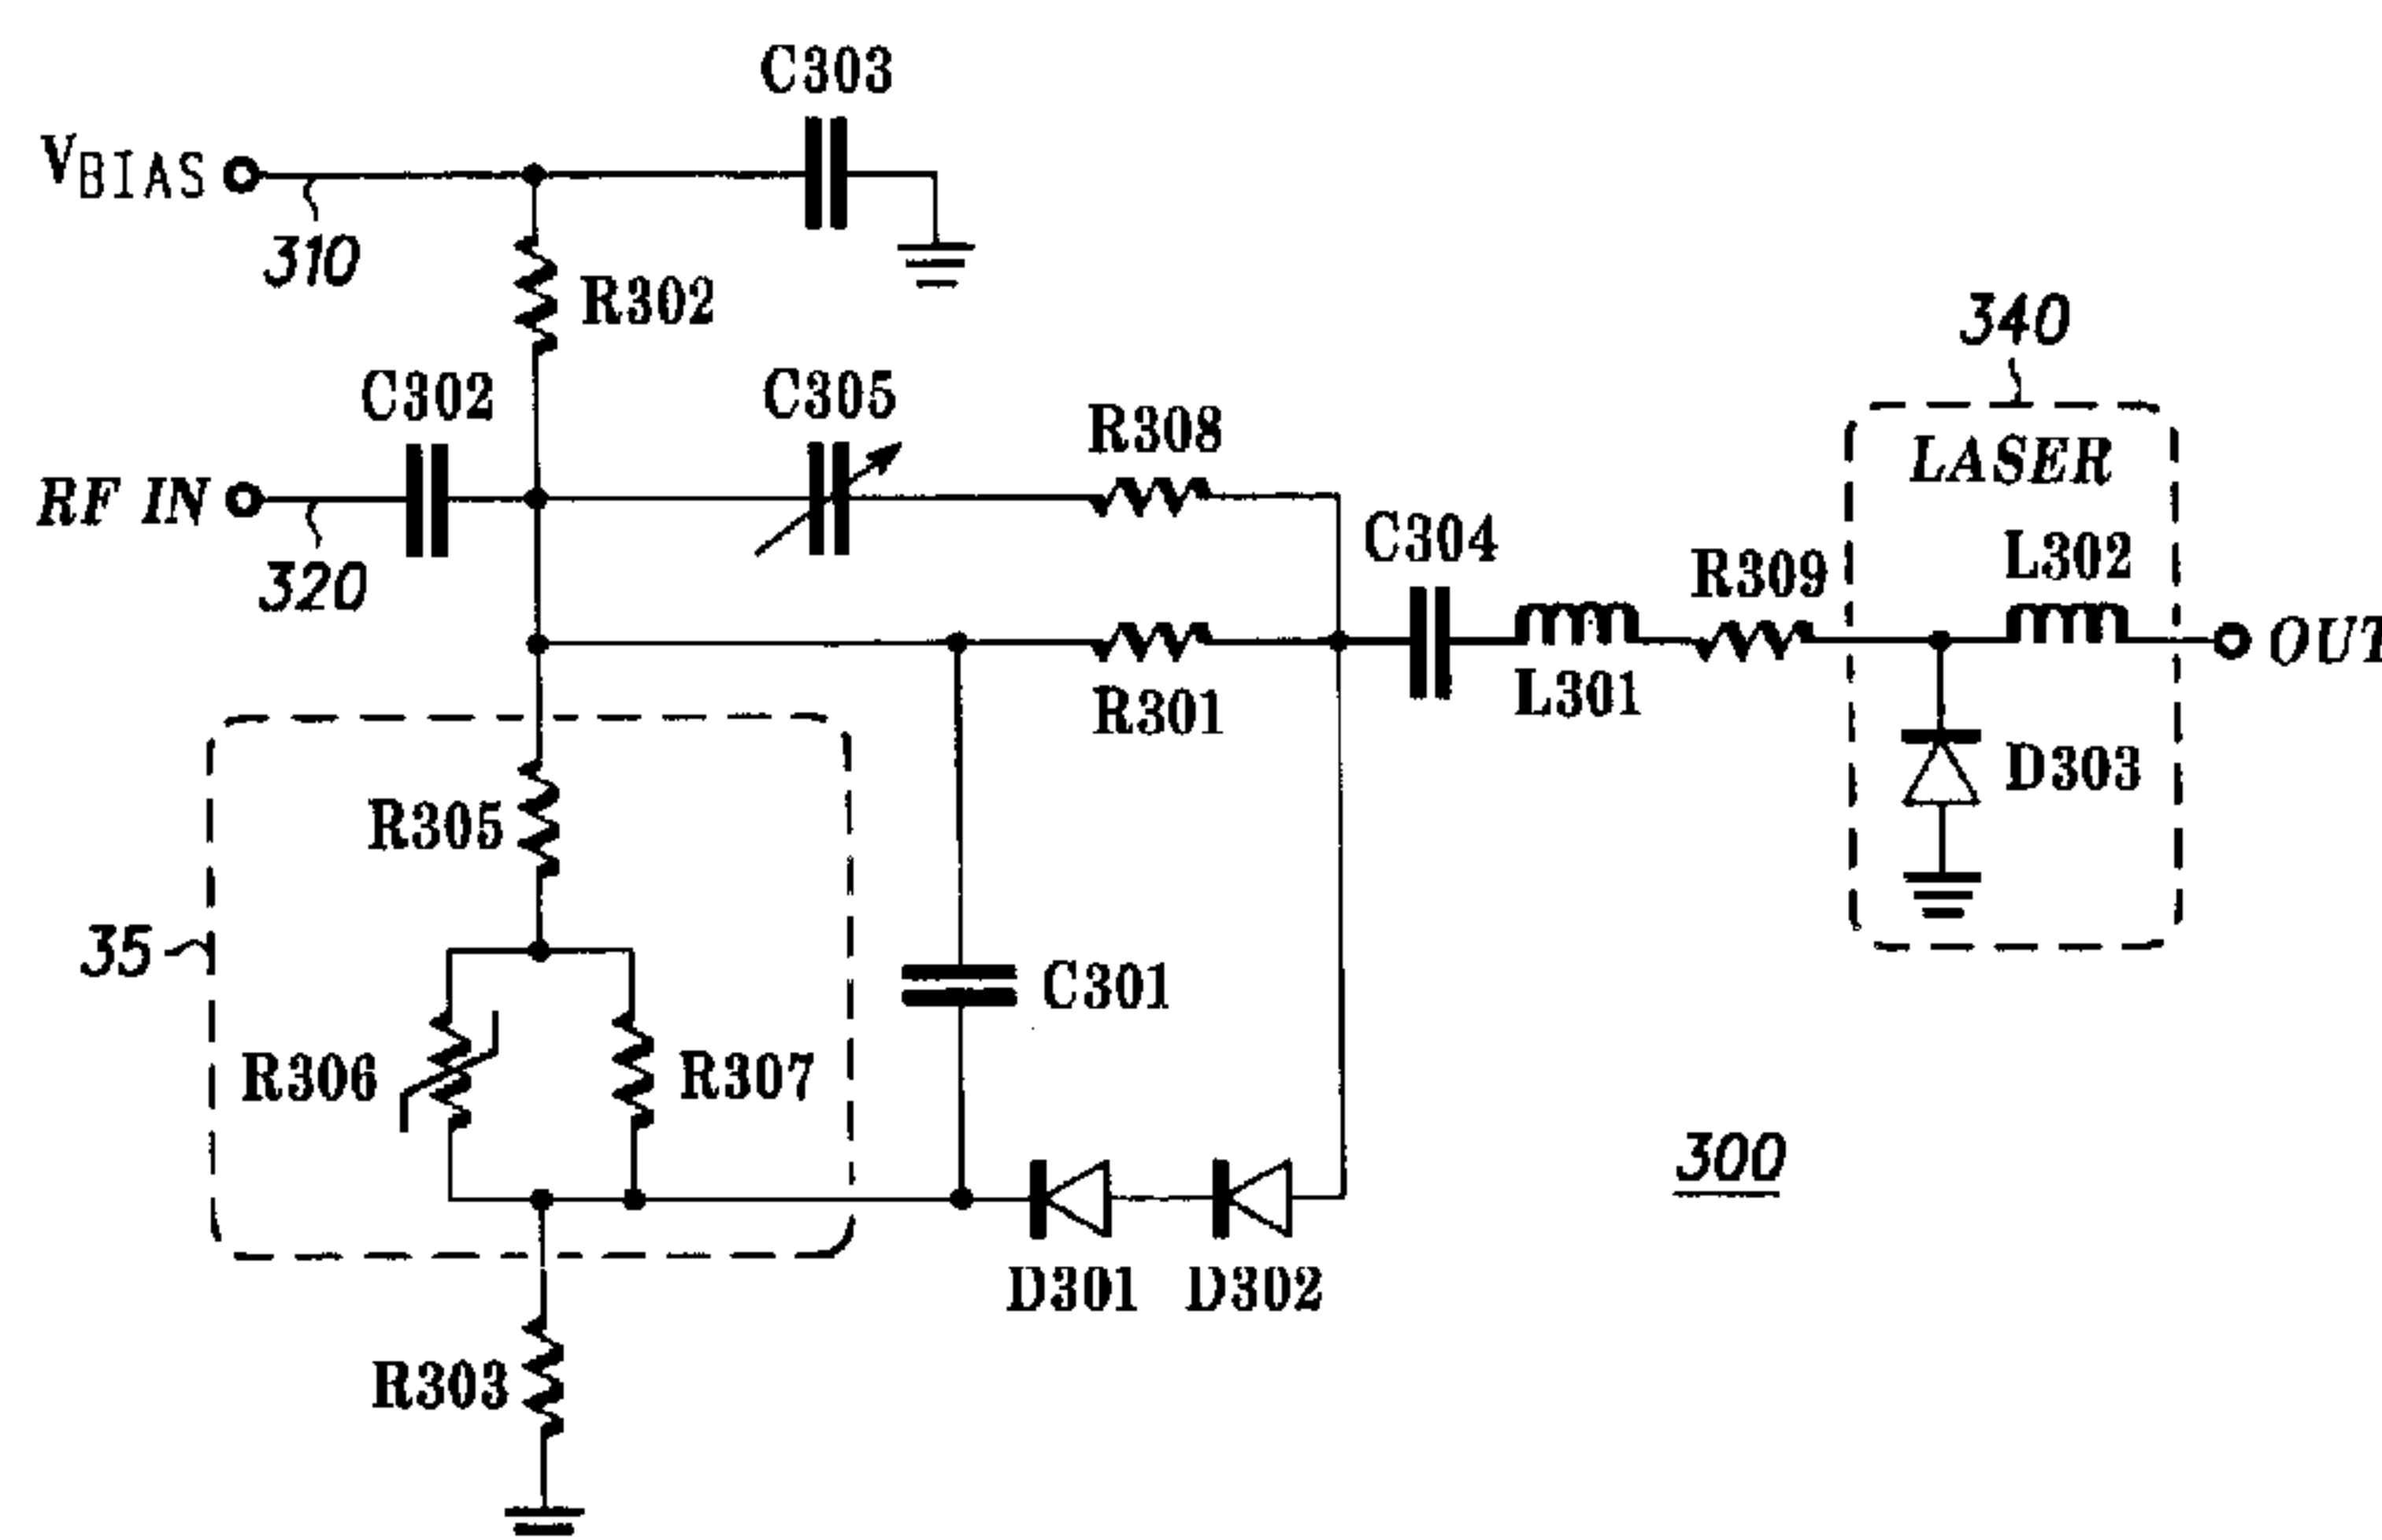 C303
VBIAS
310
R302
340
C302
C305
R308
LASER
RF IN
320
C304
R309
L302
OUT
L301
R301
D303
R305
35
C301
R306
R307
300
D301
D302
R303